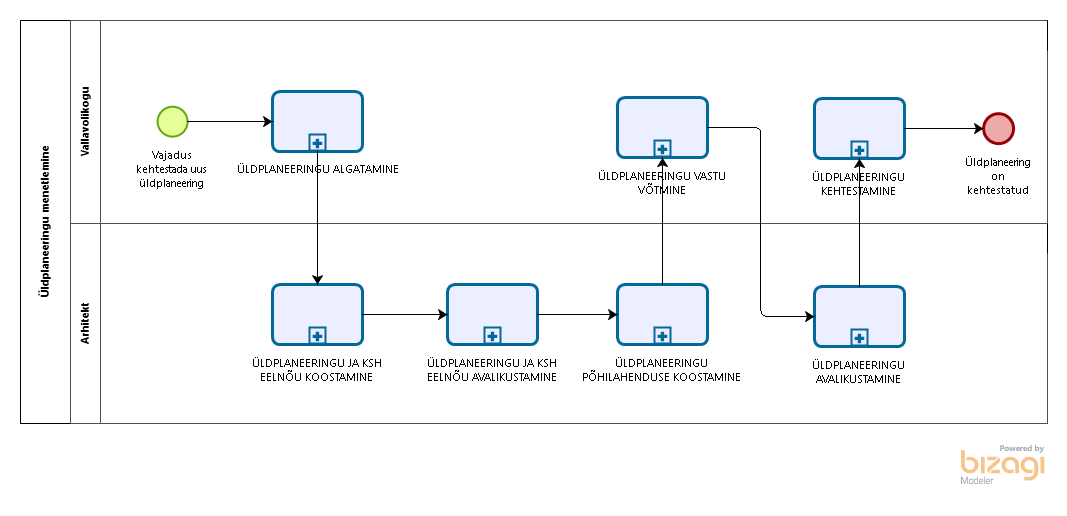 Üldplaneeringu menetlemine
Vallavolikogu
Vajadus
kehtestada uus
üldplaneering
ÜLDPLANEERINGU ALGATAMINE
ÜLDPLANEERINGU VASTU
VÕTMINE
ÜLDPLANEERINGU
KEHTESTAMINE
Üldplaneering
on
kehtestatud
Arhitekt
ÜLDPLANEERINGU JA KSH
EELNÕU KOOSTAMINE
ÜLDPLANEERINGU JA KSH
EELNÕU AVALIKUSTAMINE
ÜLDPLANEERINGU
PÕHILAHENDUSE KOOSTAMINE
ÜLDPLANEERINGU
AVALIKUSTAMINE
Powered by
bizagi
Modeler